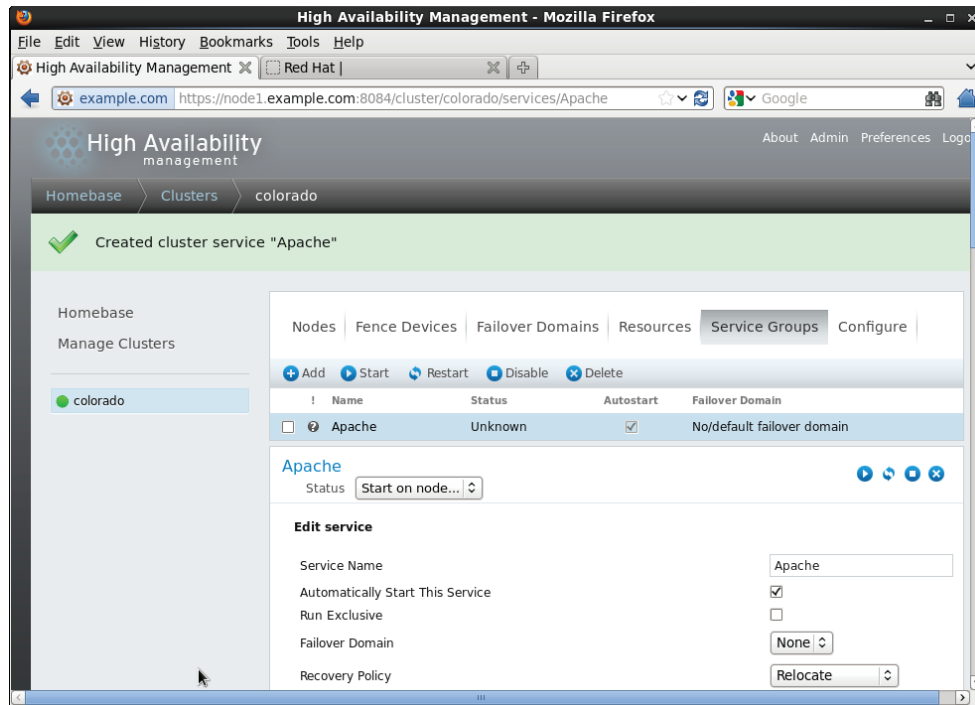 High Availability Management - Mozilla Firefox
File Edit View History Bookmarks Tools Help
High Availability Management Red Hat |
example.com https://node1.example.com:8084/cluster/colorado/services/Apache Google
High Availability
management
About Admin Preferences Logo
Homebase Clusters colorado
Created cluster service "Apache"
Homebase
Manage Clusters
colorado
Nodes Fence Devices Failover Domains Resources Service Groups Configure
Add Start Restart Disable Delete
! Name Status Autostart Failover Domain
Apache Unknown No/default failover domain
Apache
Status Start on node...
Edit service
Service Name Apache
Automatically Start This Service
Run Exclusive
Failover Domain None
Recovery Policy Relocate